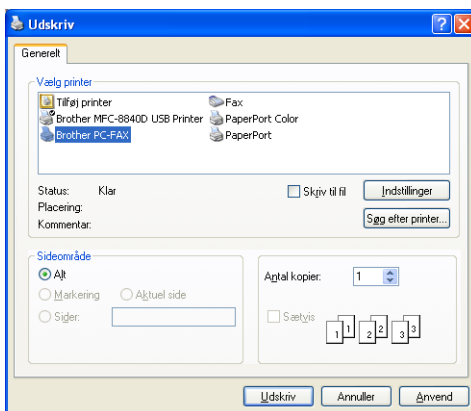 Udskriv
Generelt
Vælg printer
Tilføj printer
Fax
Brother MFC-8840D USB Printer
PaperPort Color
Brother PC-FAX
PaperPort
Status: Klar
Skriv til fil
Indstillinger
Placering:
Kommentar:
Søg efter printer...
Sideområde
Alt
Antal kopier: 1
Markering
Aktuel side
Sider:
Sætvis
1 1 2 2 3 3
Udskriv
Annuller
Anvend